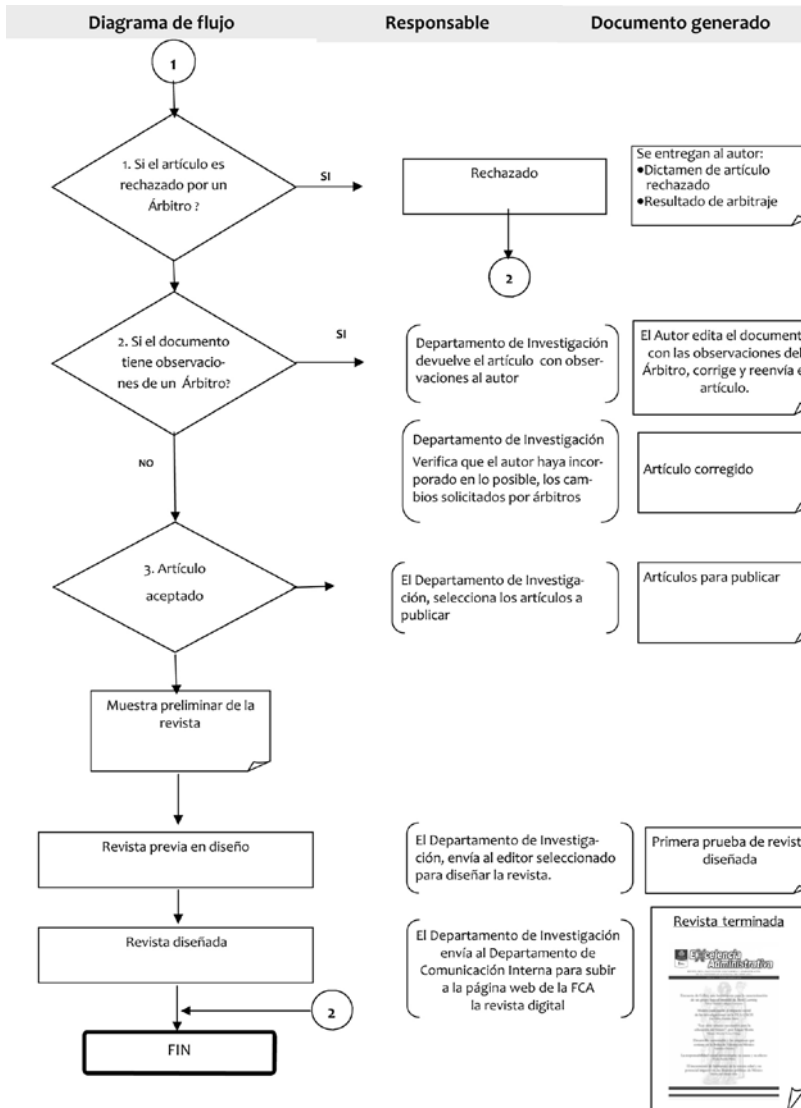 Diagrama de flujo
Responsable
Documento generado
1
1. Si el artículo es
rechazado por un
Árbitro ?
SI
Rechazado
Se entregan al autor:
•Dictamen de artículo
rechazado
•Resultado de arbitraje
2
2. Si el documento
tiene observacio-
nes de un Árbitro?
SI
Departamento de Investigación
devuelve el artículo con obser-
vaciones al autor
El Autor edita el document
con las observaciones del
Árbitro, corrige y reenvía e
artículo.
NO
Departamento de Investigación
Verifica que el autor haya incor-
porado en lo posible, los cam-
bios solicitados por árbitros
Artículo corregido
3. Artículo
aceptado
El Departamento de Investiga-
ción, selecciona los artículos a
publicar
Artículos para publicar
Muestra preliminar de la
revista
Revista previa en diseño
El Departamento de Investiga-
ción, envía al editor seleccionado
para diseñar la revista.
Primera prueba de revist
diseñada
Revista diseñada
El Departamento de Investigación
envía al Departamento de
Comunicación Interna para subir
a la página web de la FCA
la revista digital
Revista terminada
Excelencia
Administrativa
2
FIN